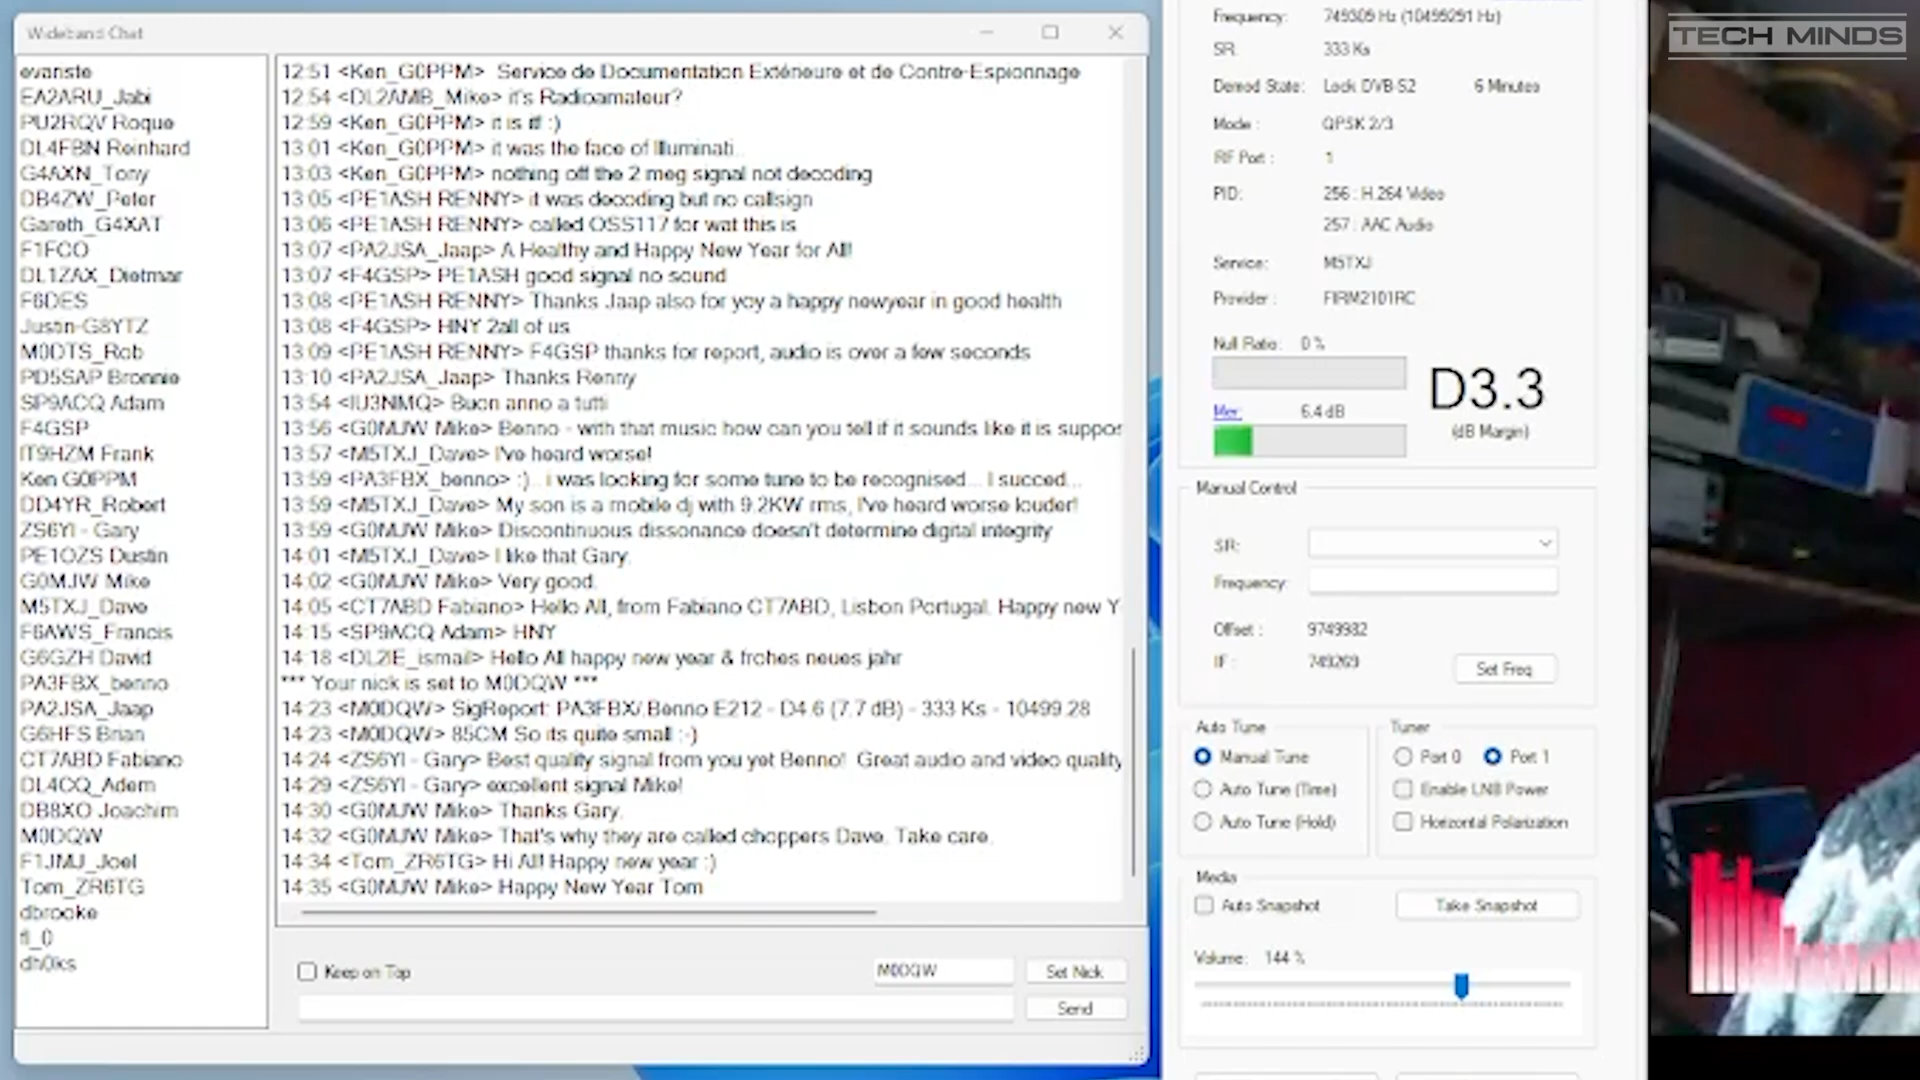 Wideband Chat
evariste
EA2ARU_Jabi
PU2RQV Roque
DL4FBN Reinhard
G4AXN_Tony
DB4ZW_Peter
Gareth_G4XAT
F1FCO
DL1ZAX_Dietmar
F6DES
Justin-G8YTZ
M0DTS_Rob
PD5SAP Bronnie
SP9ACQ Adam
F4GSP
IT9HZM Frank
Ken G0PPM
DD4YR_Robert
ZS6YI - Gary
PE1OZS Dustin
G0MJW Mike
M5TXJ_Dave
F6AWS_Francis
G6GZH David
PA3FBX_benno
PA2JSA_Jaap
G6HFS Brian
CT7ABD Fabiano
DL4CQ_Adem
DB8XO Joachim
M0DQW
F1JMJ_Joel
Tom_ZR6TG
dbrooke
fl_0
dh0ks
12:51 <Ken_G0PPM> Service de Documentation Extérieure et de Contre-Espionnage
12:54 <DL2AMB_Mike> it's Radioamateur?
12:59 <Ken_G0PPM> it is rtl :)
13:01 <Ken_G0PPM> it was the face of Illuminati..
13:03 <Ken_G0PPM> nothing off the 2 meg signal not decoding
13:05 <PE1ASH RENNY> it was decoding but no callsign
13:06 <PE1ASH RENNY> called OSS117 for wat this is
13:07 <PA2JSA_Jaap> A Healthy and Happy New Year for All!
13:07 <F4GSP> PE1ASH good signal no sound
13:08 <PE1ASH RENNY> Thanks Jaap also for yoy a happy newyear in good health
13:08 <F4GSP> HNY 2all of us
13:09 <PE1ASH RENNY> F4GSP thanks for report, audio is over a few seconds
13:10 <PA2JSA_Jaap> Thanks Renny
13:54 <IU3NMQ> Buon anno a tutti
13:56 <G0MJW Mike> Benno - with that music how can you tell if it sounds like it is suppor
13:57 <M5TXJ_Dave> I've heard worse!
13:59 <PA3FBX_benno> :).. i was looking for some tune to be recognised... I succed...
13:59 <M5TXJ_Dave> My son is a mobile dj with 9.2KW rms, I've heard worse louder!
13:59 <G0MJW Mike> Discontinuous dissonance doesn't determine digital integrity
14:01 <M5TXJ_Dave> I like that Gary.
14:02 <G0MJW Mike> Very good.
14:05 <CT7ABD Fabiano> Hello All, from Fabiano CT7ABD, Lisbon Portugal. Happy new Y
14:15 <SP9ACQ Adam> HNY
14:18 <DL2IE_ismail> Hello All happy new year & frohes neues jahr
*** Your nick is set to M0DQW ***
14:23 <M0DQW> SigReport: PA3FBX/ Benno E212 - D4.6 (7.7 dB) - 333 Ks - 10499.28
14:23 <M0DQW> 85CM So its quite small :-)
14:24 <ZS6YI - Gary> Best quality signal from you yet Benno! Great audio and video quality
14:29 <ZS6YI - Gary> excellent signal Mike!
14:30 <G0MJW Mike> Thanks Gary.
14:32 <G0MJW Mike> That's why they are called choppers Dave. Take care.
14:34 <Tom_ZR6TG> Hi All! Happy new year :)
14:35 <G0MJW Mike> Happy New Year Tom
Keep on Top
M0DQW
Set Nick
Send
Frequency: 749309 Hz (10499291 Hz)
SR: 333 Ks
Demod State: Lock DVB-S2 6 Minutes
Mode : QPSK 2/3
RF Port : 1
PID: 256 : H.264 Video
257 : AAC Audio
Service: M5TXJ
Provider : FIRM2101RC
Null Ratio: 0 %
Mer: 6.4 dB
D3.3
(dB Margin)
Manual Control
SR:
Frequency:
Offset : 9749982
IF : 749269
Set Freq
Auto Tune
Manual Tune
Auto Tune (Time)
Auto Tune (Hold)
Tuner
Port 0
Port 1
Enable LNB Power
Horizontal Polarization
Media
Auto Snapshot
Take Snapshot
Volume: 144 %
TECH MINDS